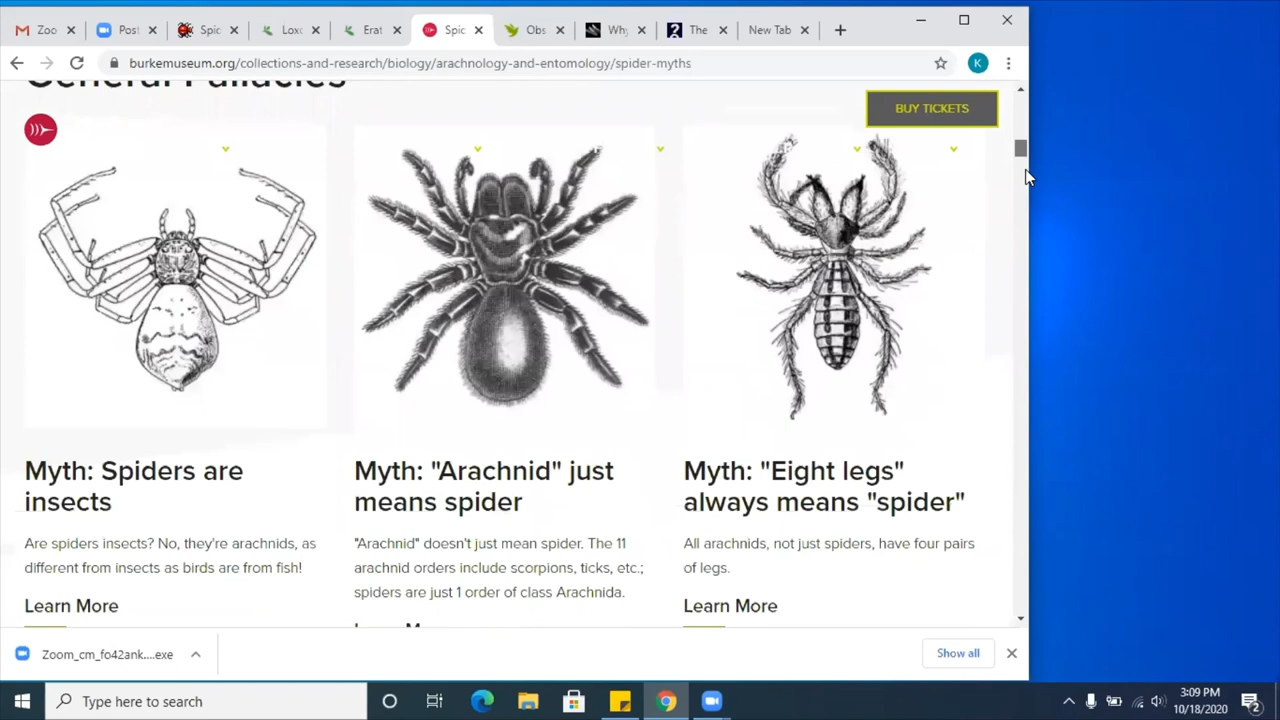 Zoo
Post
Spic
Loxo
Erat
Spic
Obs
Why
The
New Tab
burkemuseum.org/collections-and-research/biology/arachnology-and-entomology/spider-myths
K
General Fallacies
BUY TICKETS
Myth: Spiders are
insects
Are spiders insects? No, they're arachnids, as
different from insects as birds are from fish!
Learn More
Myth: "Arachnid" just
means spider
"Arachnid" doesn't just mean spider. The 11
arachnid orders include scorpions, ticks, etc.;
spiders are just 1 order of class Arachnida.
Myth: "Eight legs"
always means "spider"
All arachnids, not just spiders, have four pairs
of legs.
Learn More
Zoom_cm_fo42ank....exe
Show all
Type here to search
3:09 PM
10/18/2020
2